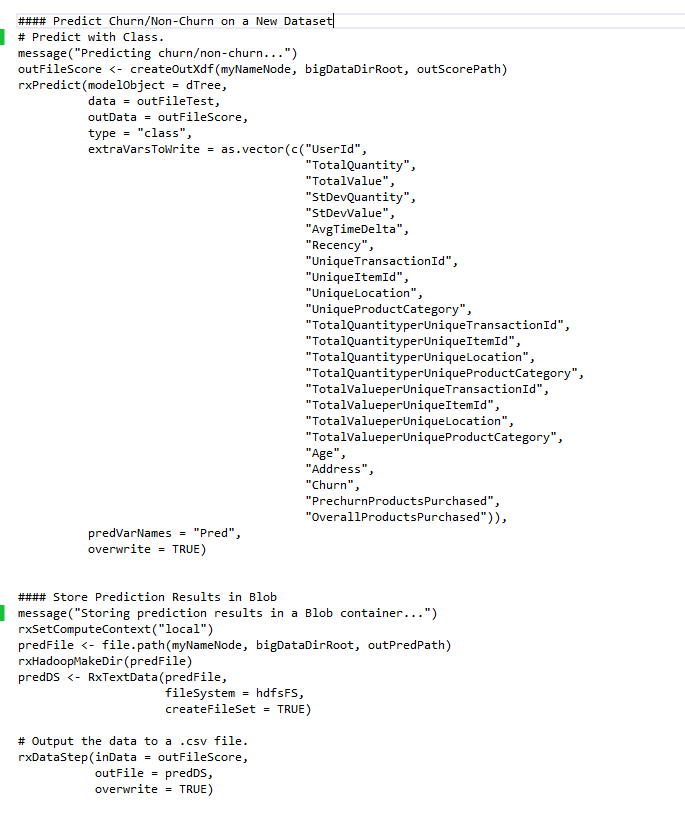 #### Predict Churn/Non-Churn on a New Dataset
# Predict with Class.
message("Predicting churn/non-churn...")
outFileScore <- createOutXdf(myNameNode, bigDataDirRoot, outScorePath)
rxPredict(modelObject = dTree,
          data = outFileTest,
          outData = outFileScore,
          type = "class",
          extraVarsToWrite = as.vector(c("UserId",
                                         "TotalQuantity",
                                         "TotalValue",
                                         "StDevQuantity",
                                         "StDevValue",
                                         "AvgTimeDelta",
                                         "Recency",
                                         "UniqueTransactionId",
                                         "UniqueItemId",
                                         "UniqueLocation",
                                         "UniqueProductCategory",
                                         "TotalQuantityperUniqueTransactionId",
                                         "TotalQuantityperUniqueItemId",
                                         "TotalQuantityperUniqueLocation",
                                         "TotalQuantityperUniqueProductCategory",
                                         "TotalValueperUniqueTransactionId",
                                         "TotalValueperUniqueItemId",
                                         "TotalValueperUniqueLocation",
                                         "TotalValueperUniqueProductCategory",
                                         "Age",
                                         "Address",
                                         "Churn",
                                         "PrechurnProductsPurchased",
                                         "OverallProductsPurchased")),
          predVarNames = "Pred",
          overwrite = TRUE)
#### Store Prediction Results in Blob
message("Storing prediction results in a Blob container...")
rxSetComputeContext("local")
predFile <- file.path(myNameNode, bigDataDirRoot, outPredPath)
rxHadoopMakeDir(predFile)
predDS <- RxTextData(predFile,
                     fileSystem = hdfsFS,
                     createFileSet = TRUE)
# Output the data to a .csv file.
rxDataStep(inData = outFileScore,
           outFile = predDS,
           overwrite = TRUE)